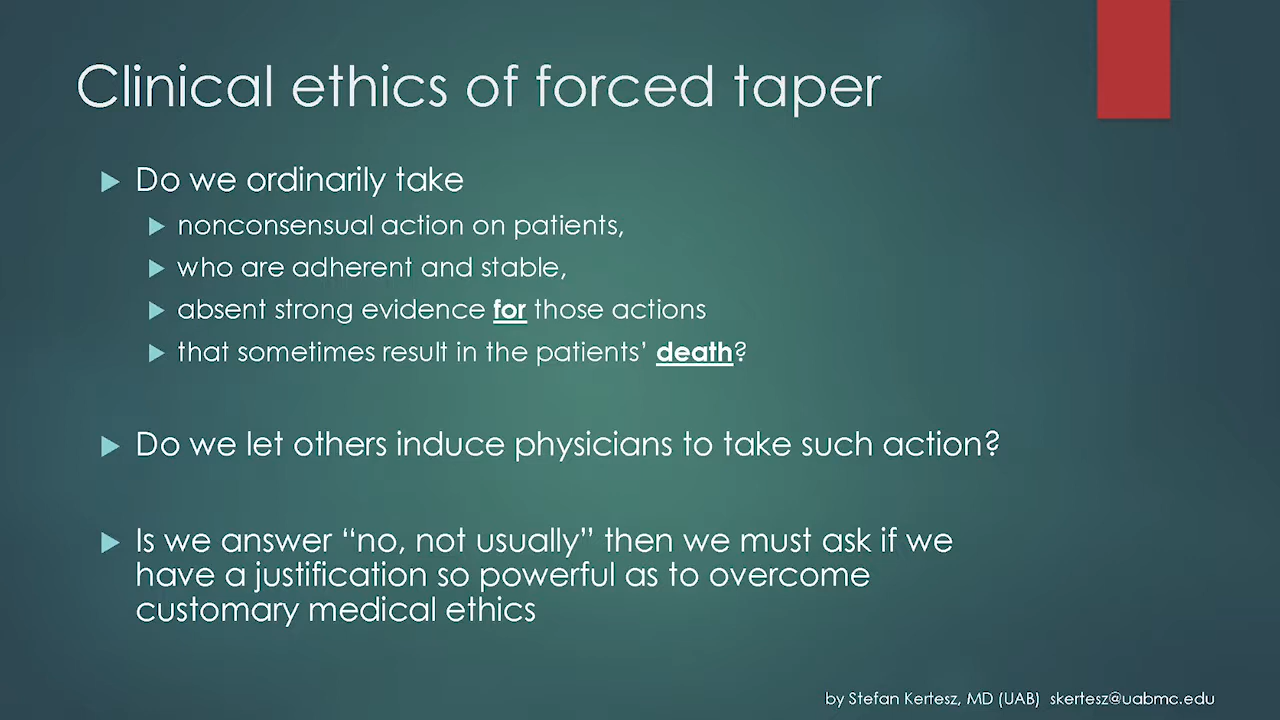 Clinical ethics of forced taper
Do we ordinarily take
nonconsensual action on patients,
who are adherent and stable,
absent strong evidence for those actions
that sometimes result in the patients’ death?
Do we let others induce physicians to take such action?
Is we answer “no, not usually” then we must ask if we
have a justification so powerful as to overcome
customary medical ethics
by Stefan Kertesz, MD (UAB) skertesz@uabmc.edu